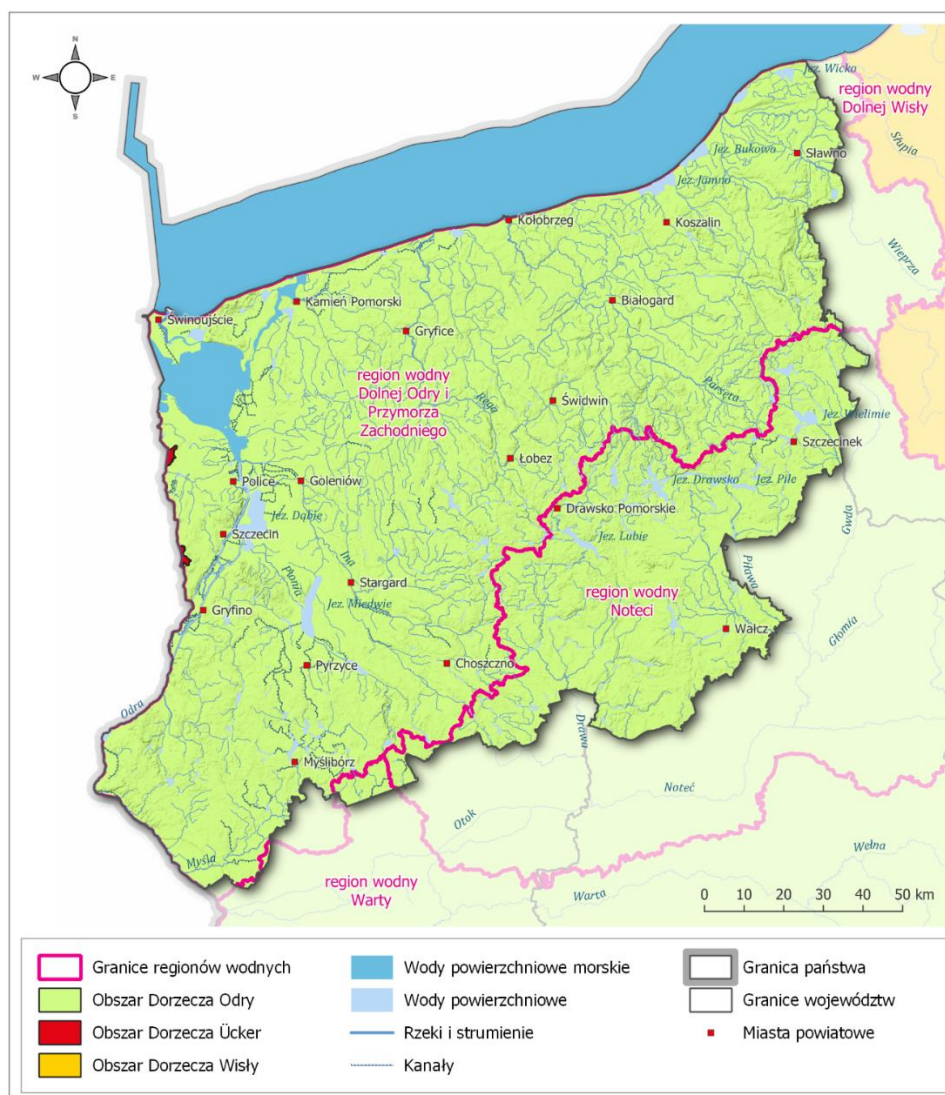 N
W
E
S
Jez. Wicko
region wodny
Dolnej Wisły
Słupia
Jez. Bukowo
Sławno
Jez. Jamno
Kołobrzeg
Koszalin
Wieprza
Kamień Pomorski
Białogard
Świnoujście
Gryfice
region wodny
Dolnej Odry i
Przymorza
Zachodniego
Rega
Parsęta
Świdwin
Jez. Wielimie
Szczecinek
Łobez
Police
Goleniów
Jez. Drawsko
Jez. Pile
Jez. Dąbie
Drawsko Pomorskie
Gwda
Szczecin
Jez. Lubie
Ina
Piława
Płonia
Stargard
Jez. Miedwie
region wodny
Noteci
Gryfino
Wałcz
Głomia
Pyrzyce
Choszczno
Odra
Drawa
Myślibórz
Noteć
Otok
Myśla
Wełna
region wodny
Warty
Warta
0 10 20 30 40 50 km
Granice regionów wodnych
Obszar Dorzecza Odry
Obszar Dorzecza Ücker
Obszar Dorzecza Wisły
Wody powierzchniowe morskie
Wody powierzchniowe
Rzeki i strumienie
Kanały
Granica państwa
Granice województw
Miasta powiatowe